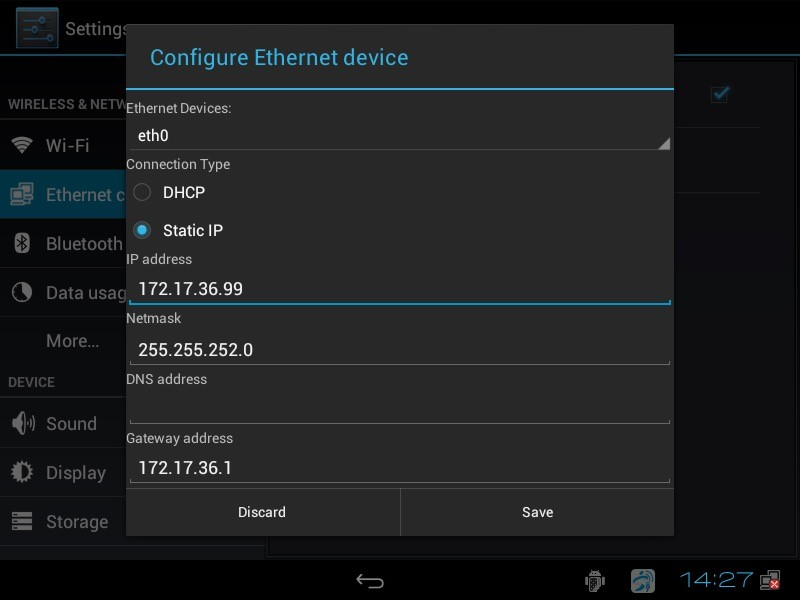 Settings
Configure Ethernet device
WIRELESS & NETW
Ethernet Devices:
eth0
Wi-Fi
Connection Type
DHCP
Ethernet c
Static IP
Bluetooth
IP address
172.17.36.99
Data usag
Netmask
255.255.252.0
More...
DEVICE
DNS address
Sound
Gateway address
172.17.36.1
Display
Discard
Save
Storage
14:27